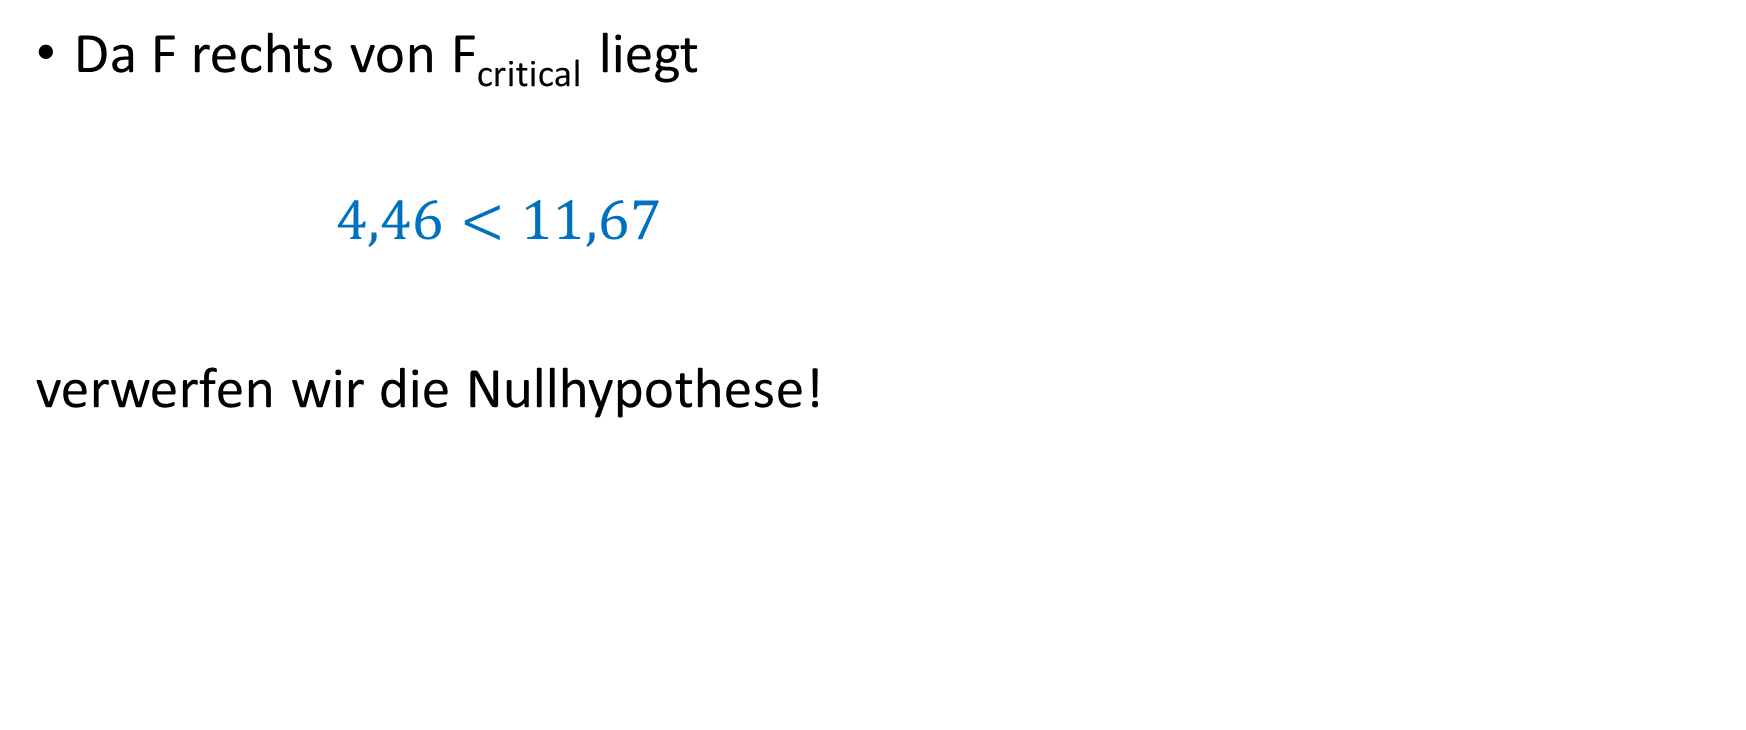 • Da F rechts von Fcritical liegt
4,46 < 11,67
verwerfen wir die Nullhypothese!